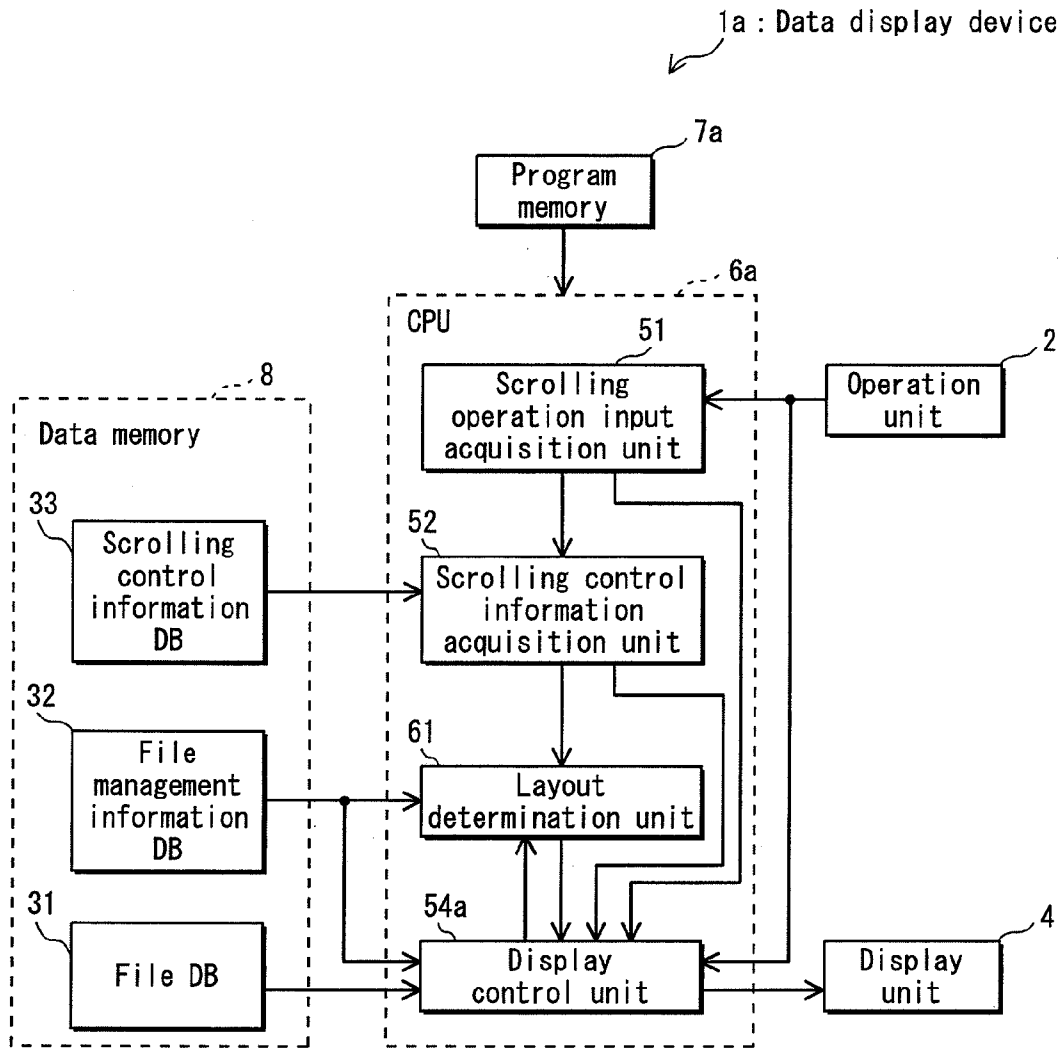 1a : Data display device
7a
Program
memory
6a
CPU
51
Scrolling
operation input
acquisition unit
2
Operation
unit
8
Data memory
33
Scrolling
control
information
DB
52
Scrolling control
information
acquisition unit
32
File
management
information
DB
61
Layout
determination unit
31
File DB
54a
Display
control unit
4
Display
unit